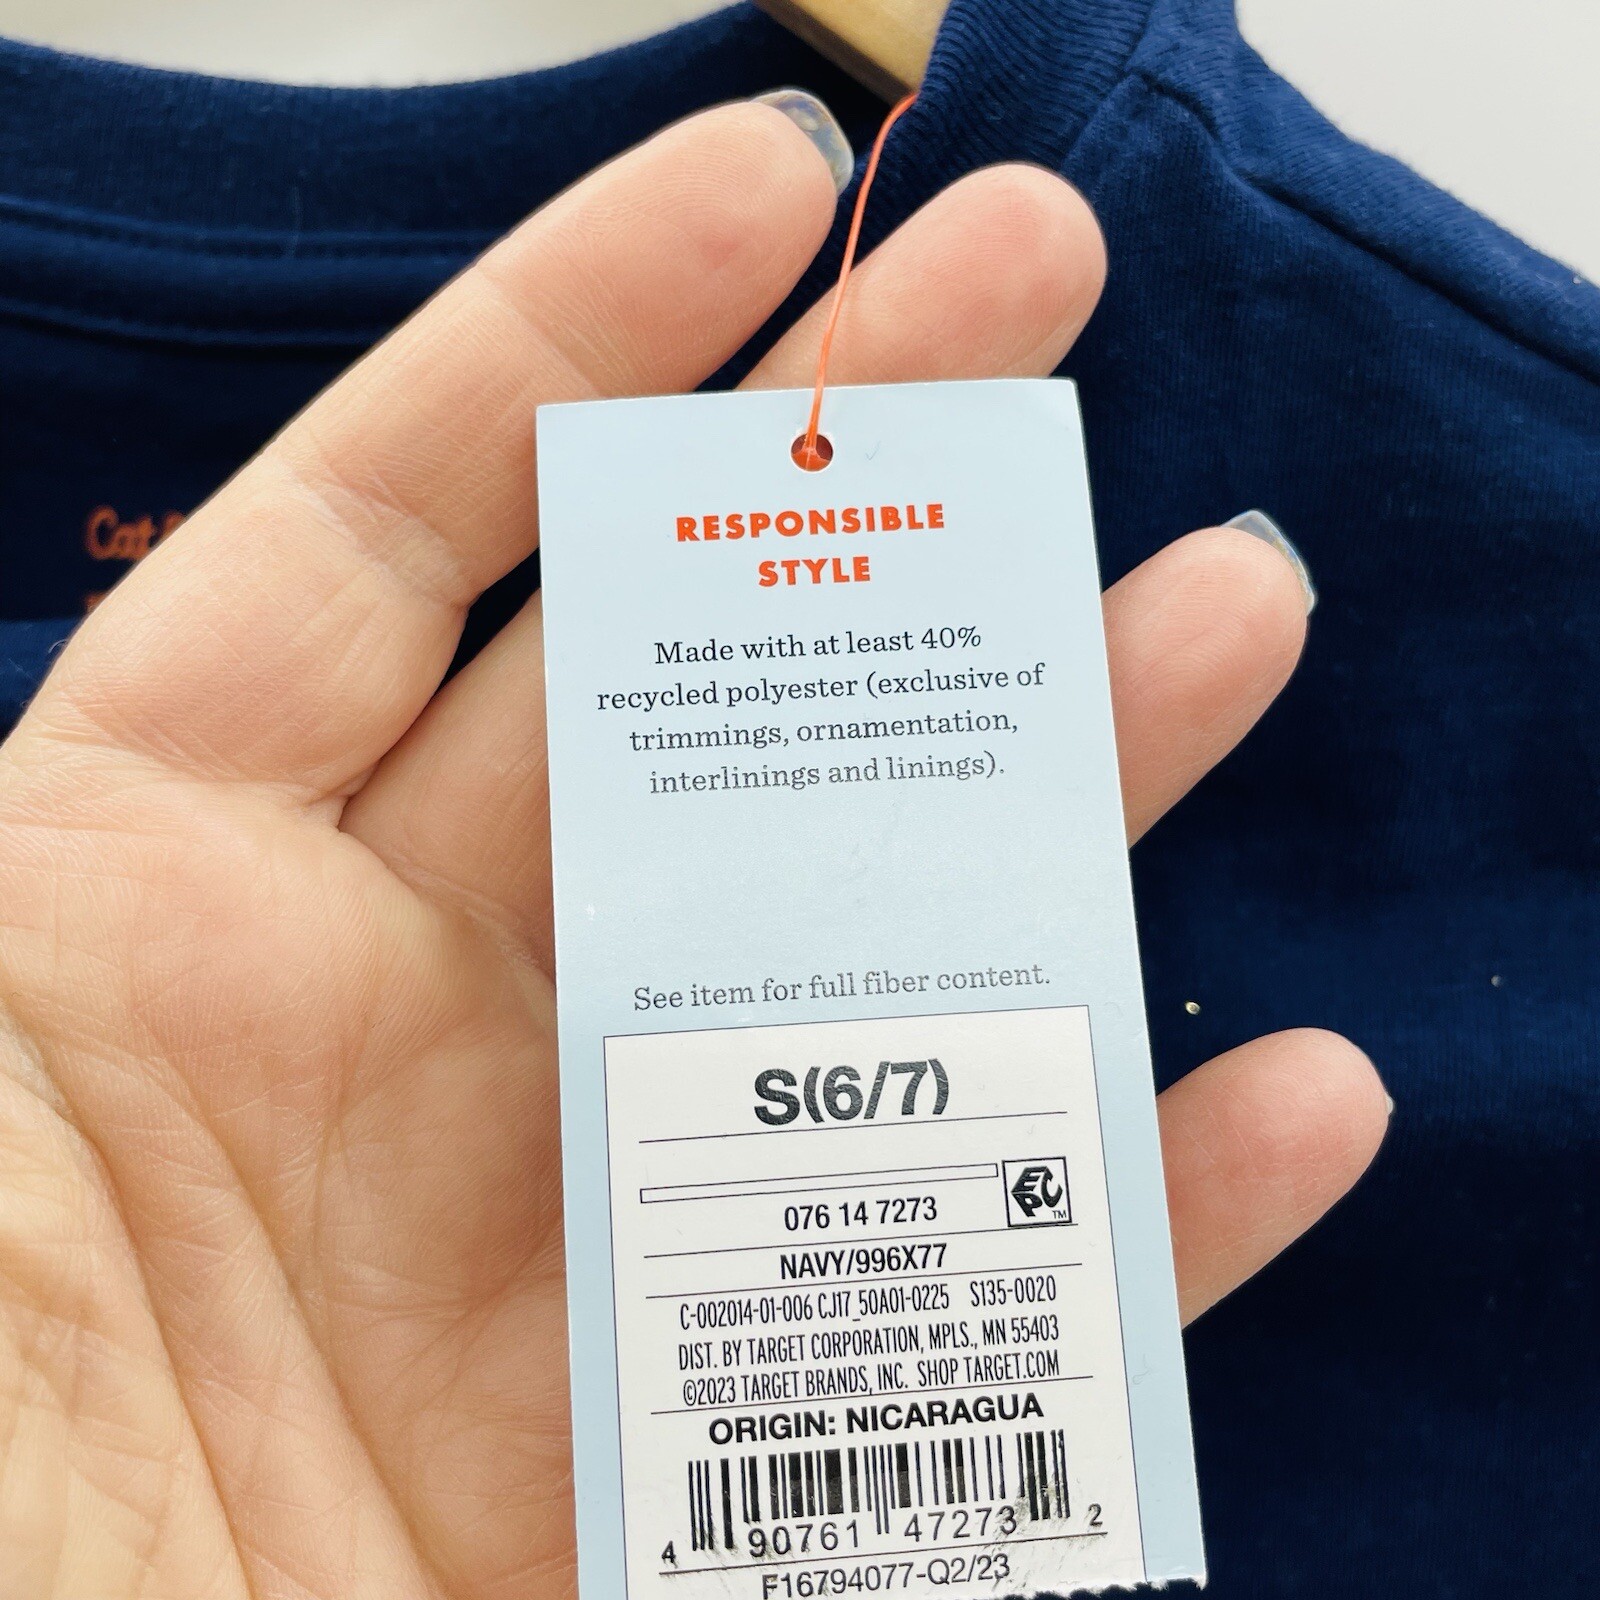 Cat
RESPONSIBLE
STYLE
Made with at least 40%
recycled polyester (exclusive of
trimmings, ornamentation,
interlinings and linings).
See item for full fiber content.
S(6/7)
EPC TM
076 14 7273
NAVY/996X77
C-002014-01-006 CJ17_50A01-0225 S135-0020
DIST. BY TARGET CORPORATION, MPLS., MN 55403
©2023 TARGET BRANDS, INC. SHOP TARGET.COM
ORIGIN: NICARAGUA
4 90761 47273 2
F16794077-Q2/23